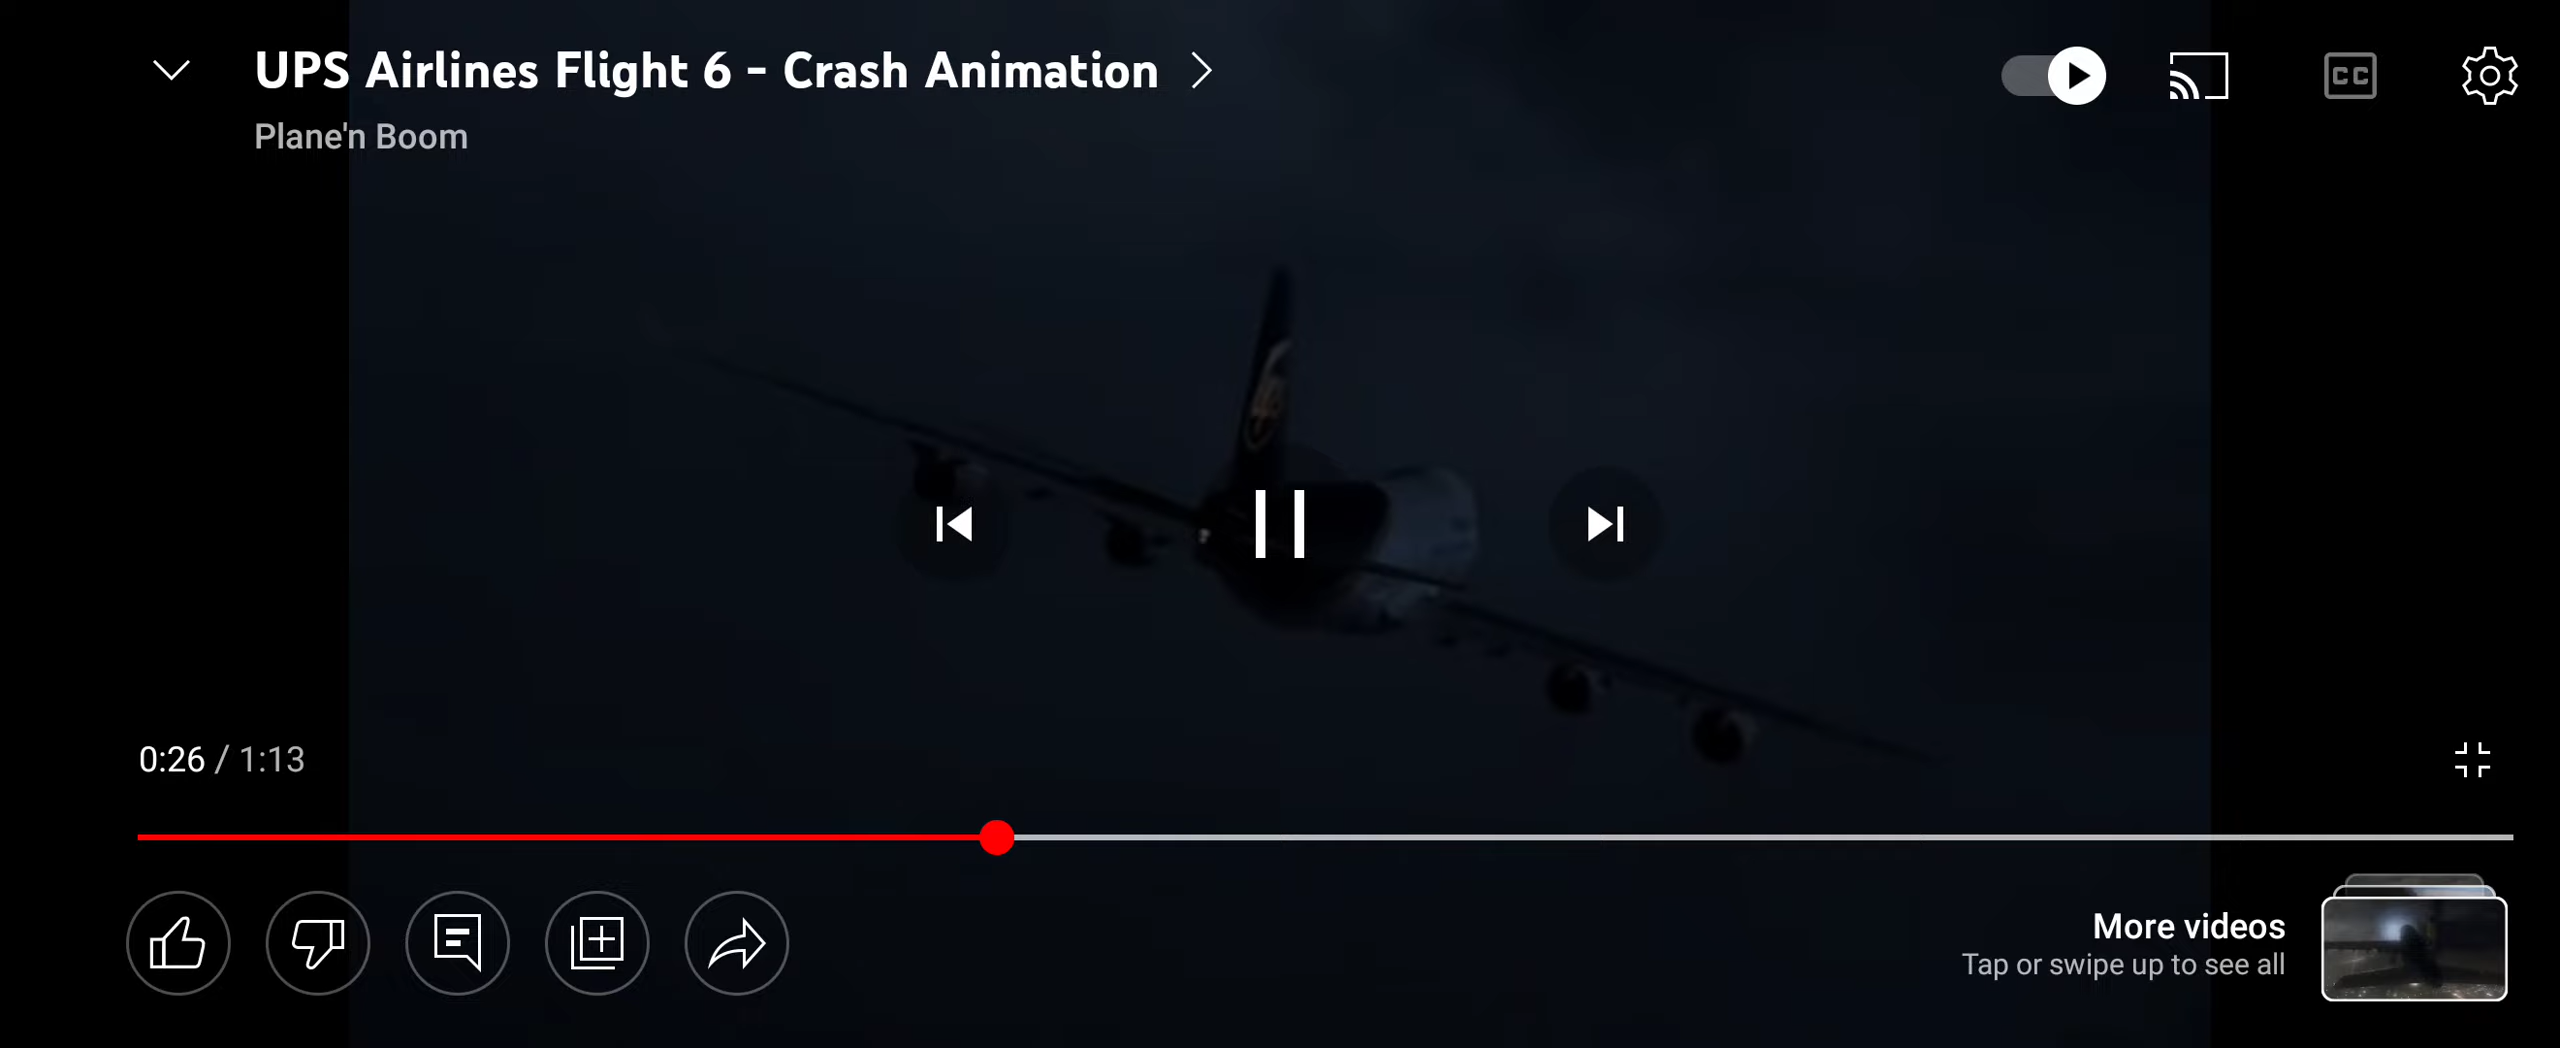 UPS Airlines Flight 6 - Crash Animation
Plane'n Boom
CC
0:26 / 1:13
More videos
Tap or swipe up to see all